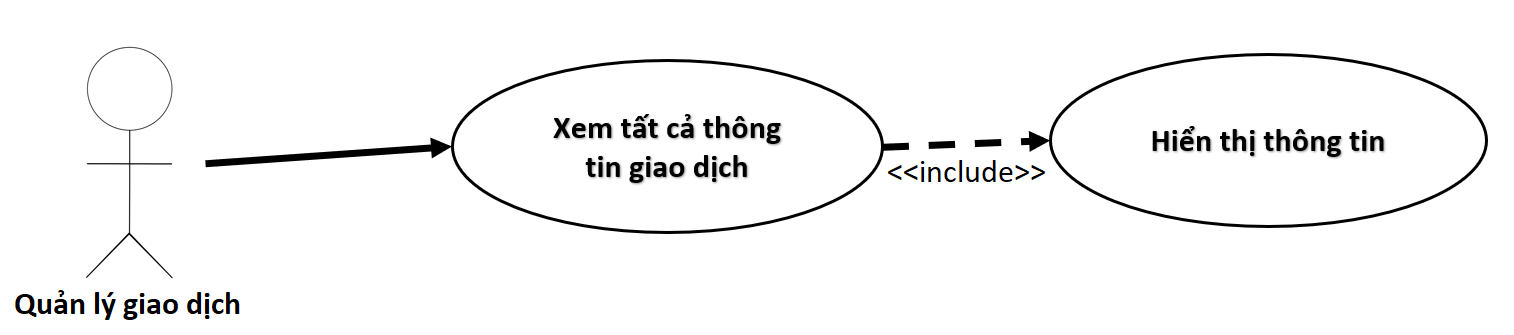 Xem tất cả thông
tin giao dịch
<<include>>
Hiển thị thông tin
Quản lý giao dịch